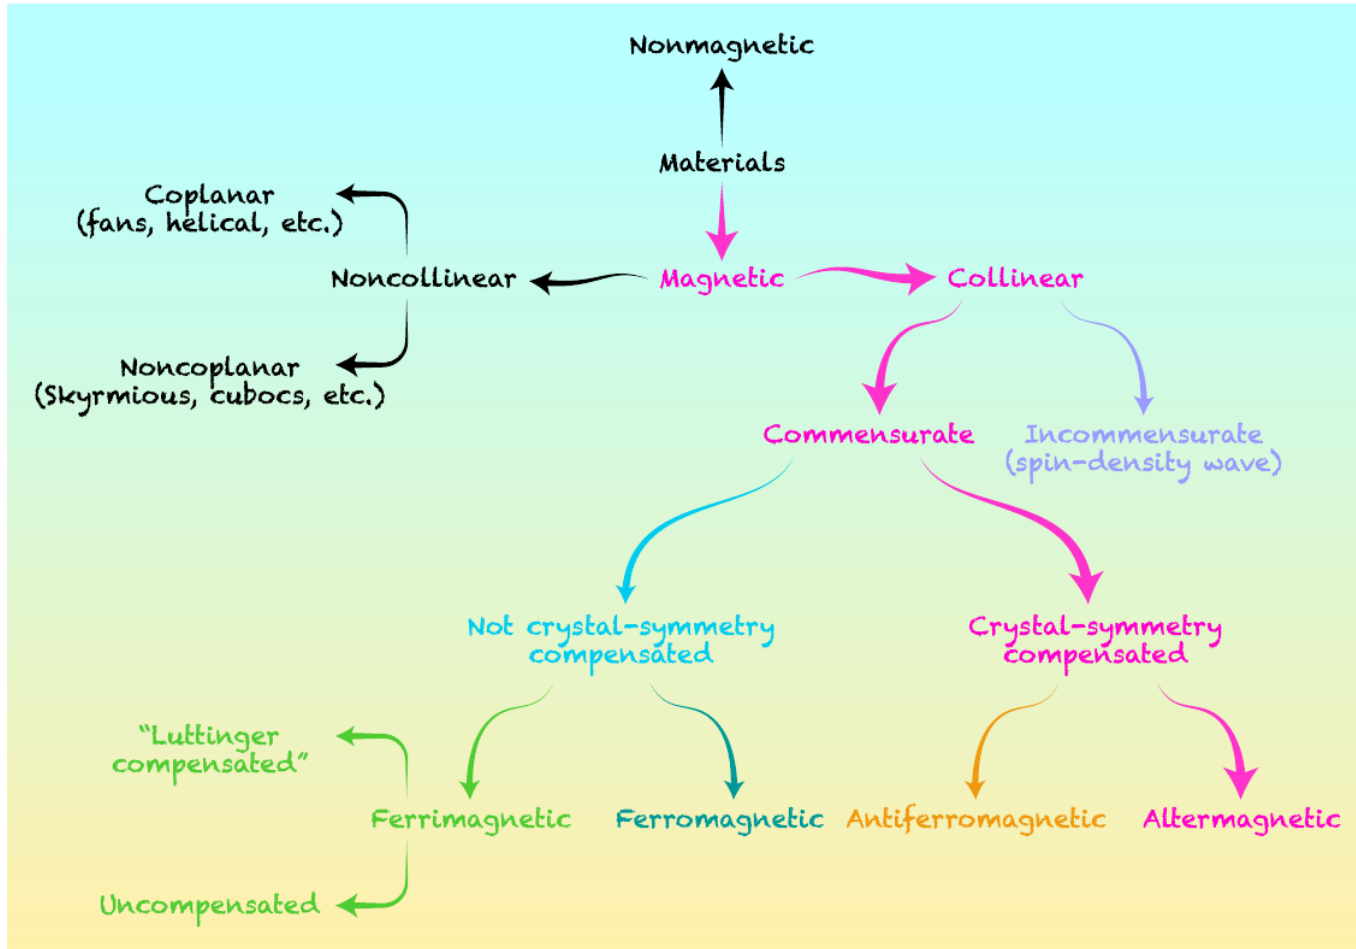 Nonmagnetic
Materials
Coplanar
(fans, helical, etc.)
Noncollinear
Magnetic
Collinear
Noncoplanar
(Skyrmious, cubocs, etc.)
Commensurate
Incommensurate
(spin-density wave)
Not crystal-symmetry
compensated
Crystal-symmetry
compensated
“Luttinger
compensated”
Ferrimagnetic
Ferromagnetic
Antiferromagnetic
Altermagnetic
Uncompensated